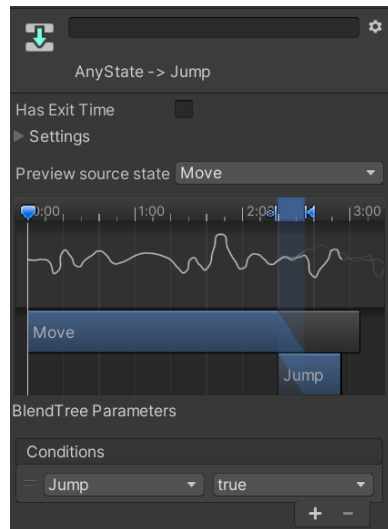 AnyState -> Jump
Has Exit Time
Settings
Preview source state Move
0:00 1:00 2:00 3:00
Move
Jump
BlendTree Parameters
Conditions
Jump true
+ -